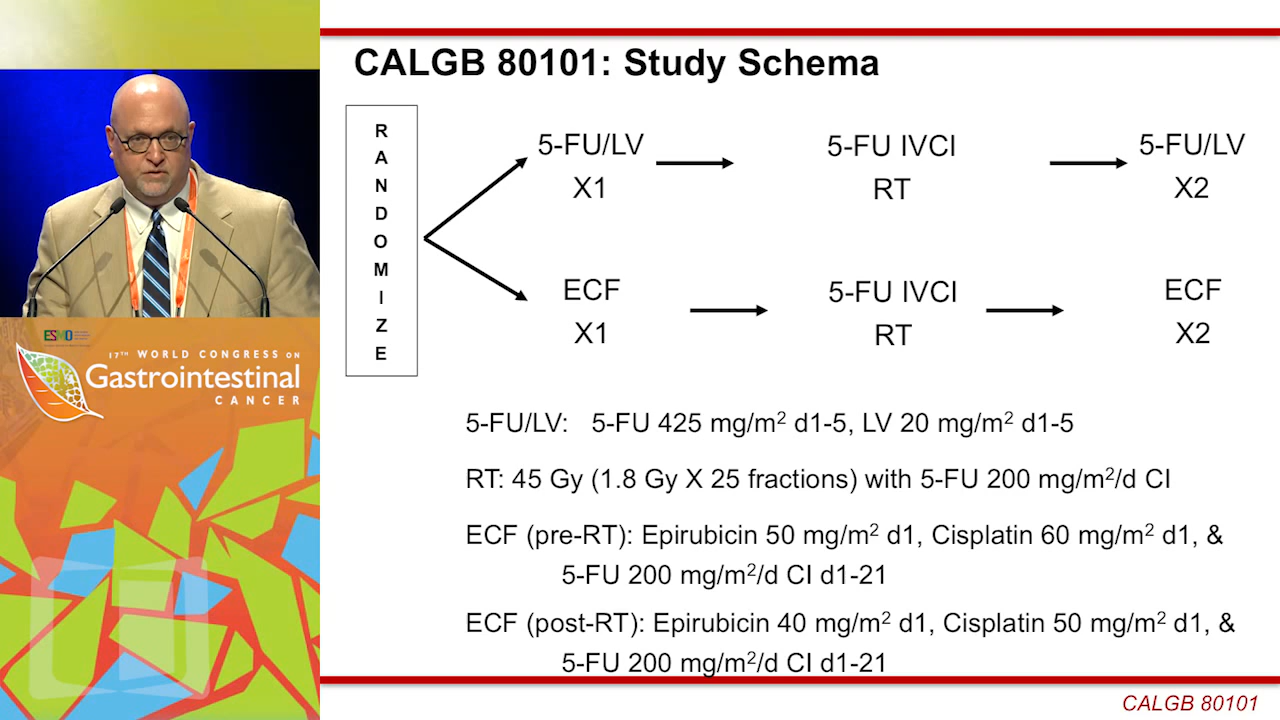 CALGB 80101: Study Schema
R
A
N
D
O
M
I
Z
E
5-FU/LV
X1
5-FU IVCI
RT
5-FU/LV
X2
ECF
X1
5-FU IVCI
RT
ECF
X2
5-FU/LV: 5-FU 425 mg/m² d1-5, LV 20 mg/m² d1-5
RT: 45 Gy (1.8 Gy X 25 fractions) with 5-FU 200 mg/m²/d CI
ECF (pre-RT): Epirubicin 50 mg/m² d1, Cisplatin 60 mg/m² d1, &
5-FU 200 mg/m²/d CI d1-21
ECF (post-RT): Epirubicin 40 mg/m² d1, Cisplatin 50 mg/m² d1, &
5-FU 200 mg/m²/d CI d1-21
CALGB 80101
ESMO
17TH WORLD CONGRESS ON
Gastrointestinal
CANCER